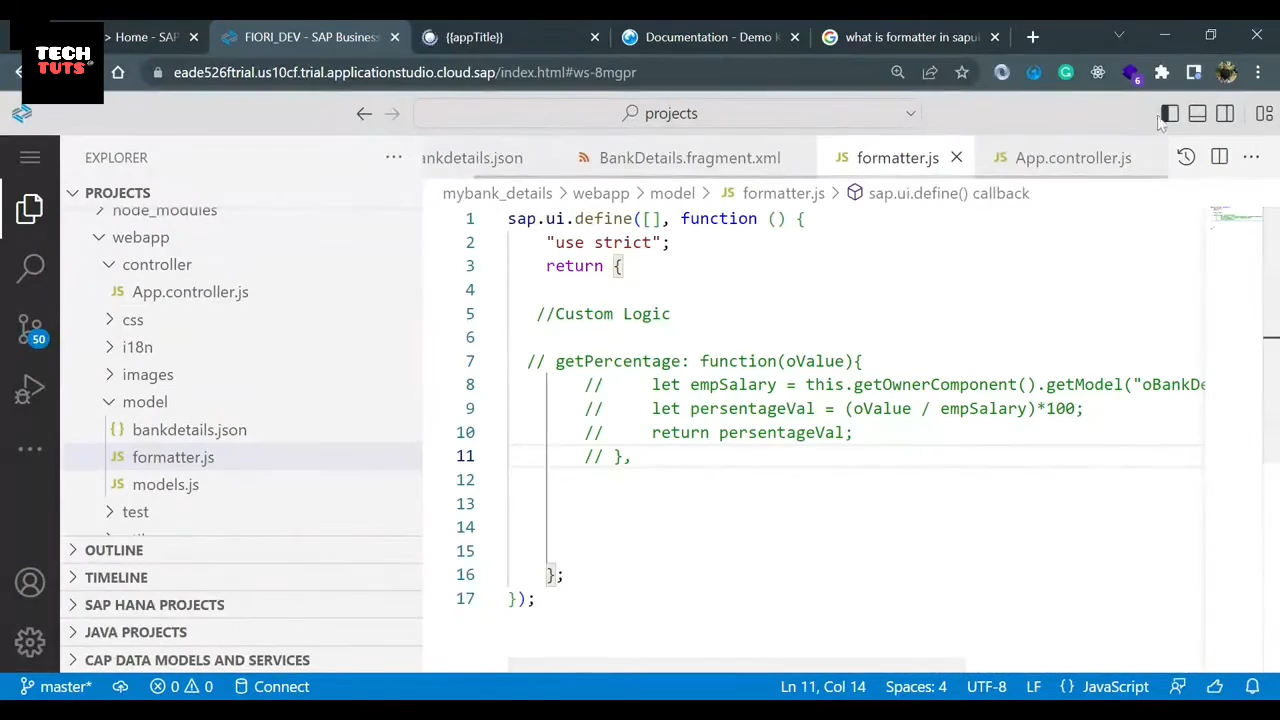 TECH
TUTS
> Home - SAP
FIORI_DEV - SAP Business
{{appTitle}}
Documentation - Demo K
what is formatter in sapui
eade526ftrial.us10cf.trial.applicationstudio.cloud.sap/index.html#ws-8mgpr
6
projects
EXPLORER
ankdetails.json
BankDetails.fragment.xml
JS formatter.js
JS App.controller.js
PROJECTS
mybank_details > webapp > model > JS formatter.js > sap.ui.define() callback
node_modules
webapp
controller
JS App.controller.js
css
i18n
images
model
{} bankdetails.json
JS formatter.js
JS models.js
test
OUTLINE
TIMELINE
SAP HANA PROJECTS
JAVA PROJECTS
CAP DATA MODELS AND SERVICES
50
1 sap.ui.define([], function () {
2 "use strict";
3 return {
4
5 //Custom Logic
6
7 // getPercentage: function(oValue){
8 // let empSalary = this.getOwnerComponent().getModel("oBankDe
9 // let persentageVal = (oValue / empSalary)*100;
10 // return persentageVal;
11 // },
12
13
14
15
16 };
17 });
master* 0 0 Connect
Ln 11, Col 14 Spaces: 4 UTF-8 LF {} JavaScript